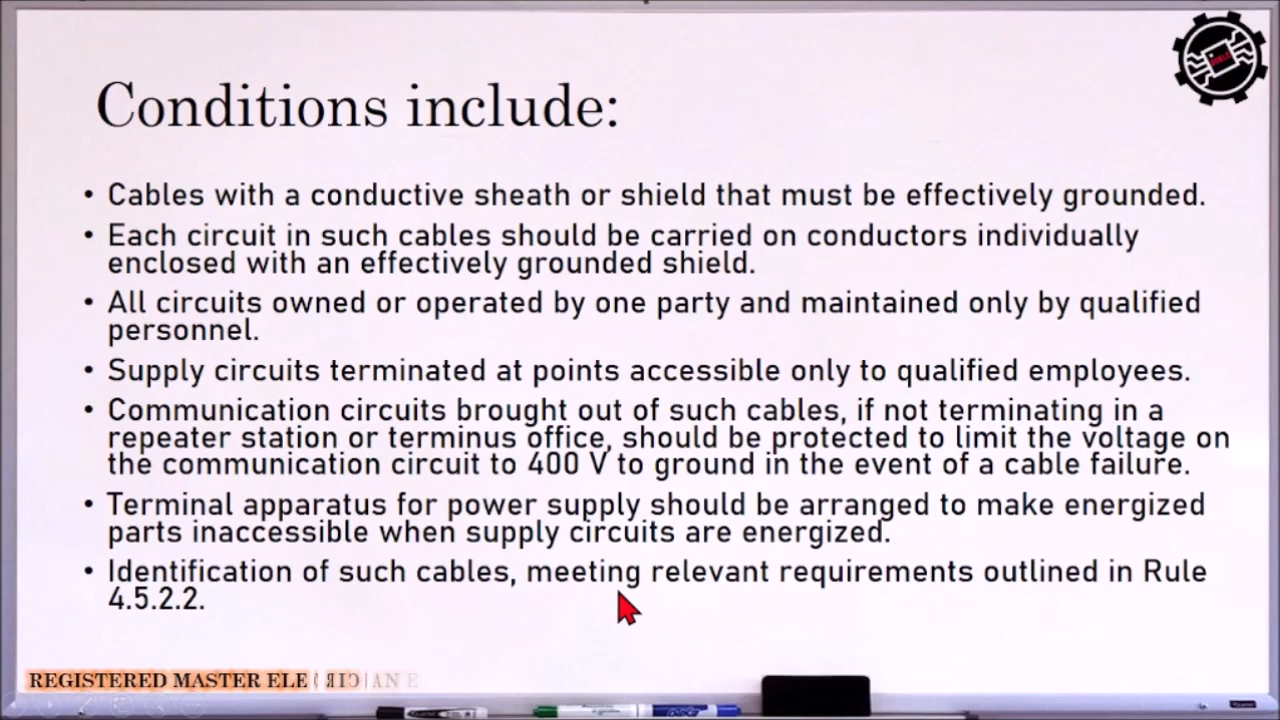 Conditions include:
• Cables with a conductive sheath or shield that must be effectively grounded.
• Each circuit in such cables should be carried on conductors individually
enclosed with an effectively grounded shield.
• All circuits owned or operated by one party and maintained only by qualified
personnel.
• Supply circuits terminated at points accessible only to qualified employees.
• Communication circuits brought out of such cables, if not terminating in a
repeater station or terminus office, should be protected to limit the voltage on
the communication circuit to 400 V to ground in the event of a cable failure.
• Terminal apparatus for power supply should be arranged to make energized
parts inaccessible when supply circuits are energized.
• Identification of such cables, meeting relevant requirements outlined in Rule
4.5.2.2.
REGISTERED MASTER